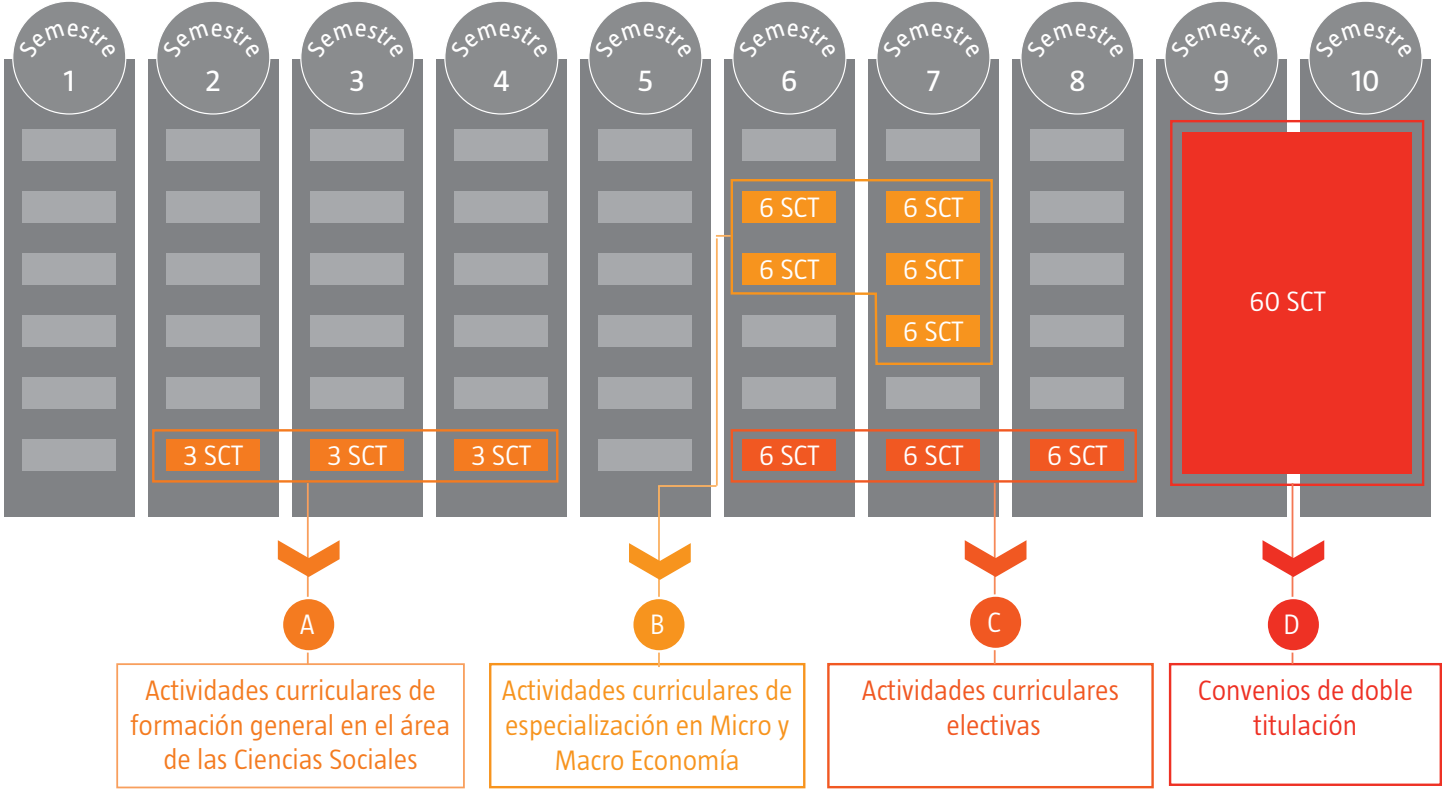 Semestre
1
Semestre
2
Semestre
3
Semestre
4
Semestre
5
Semestre
6
Semestre
7
Semestre
8
Semestre
9
Semestre
10
6 SCT
6 SCT
6 SCT
6 SCT
6 SCT
60 SCT
3 SCT
3 SCT
3 SCT
6 SCT
6 SCT
6 SCT
A
B
C
D
Actividades curriculares de
formación general en el área
de las Ciencias Sociales
Actividades curriculares de
especialización en Micro y
Macro Economía
Actividades curriculares
electivas
Convenios de doble
titulación